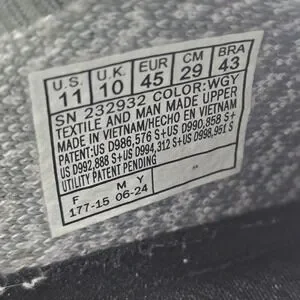 U.S. U.K. EUR CM BRA
11 10 45 29 43
SN 232932 COLOR:WGY
TEXTILE AND MAN MADE UPPER
MADE IN VIETNAM/HECHO EN VIETNAM
PATENT:US D986,576 S+US D990,858 S+
US D992,888 S+US D994,312 S+US D998,951 S
UTILITY PATENT PENDING
F M Y
177-15 06-24